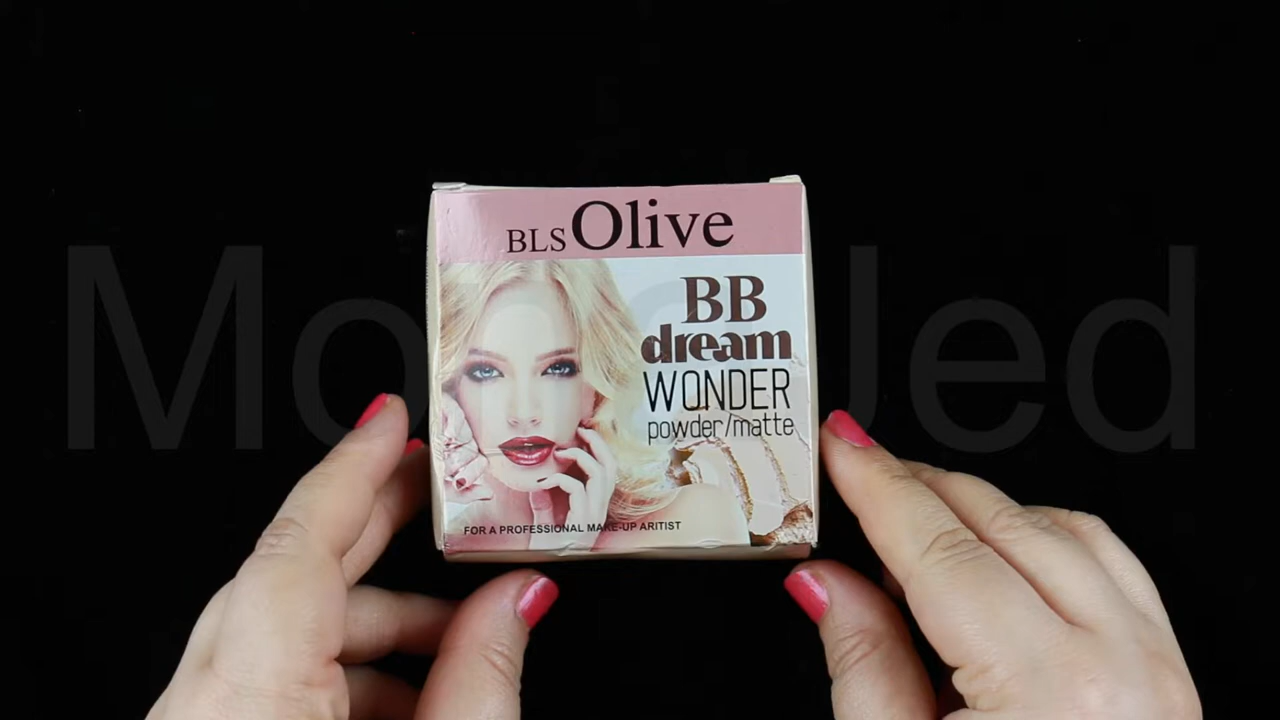 BLS Olive
BB
dream
WONDER
powder/matte
FOR A PROFESSIONAL MAKE-UP ARITIST